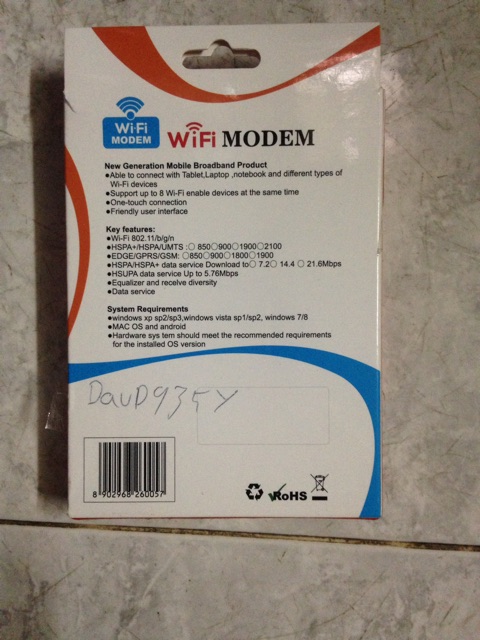 Wi-Fi
MODEM
WiFi MODEM
New Generation Mobile Broadband Product
●Able to connect with Tablet,Laptop ,notebook and different types of
Wi-Fi devices
●Support up to 8 Wi-Fi enable devices at the same time
●One-touch connection
●Friendly user interface
Key features:
●Wi-Fi 802.11/b/g/n
●HSPA+/HSPA/UMTS :○ 850○900○1900○2100
●EDGE/GPRS/GSM: ○850○900○1800○1900
●HSPA/HSPA+ data service Download to○ 7.2○ 14.4 ○ 21.6Mbps
●HSUPA data service Up to 5.76Mbps
●Equalizer and receive diversity
●Data service
System Requirements
●windows xp sp2/sp3,windows vista sp1/sp2, windows 7/8
●MAC OS and android
●Hardware sys tem should meet the recommended requirements
for the installed OS version
DauD935Y
8 902968 260057
RoHS